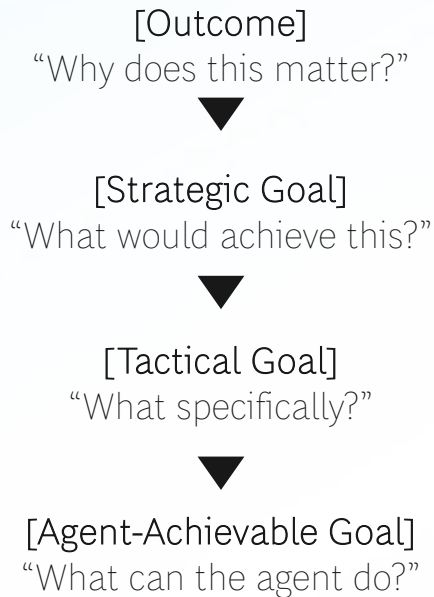 [Outcome]
“Why does this matter?”
[Strategic Goal]
“What would achieve this?”
[Tactical Goal]
“What specifically?”
[Agent-Achievable Goal]
“What can the agent do?”